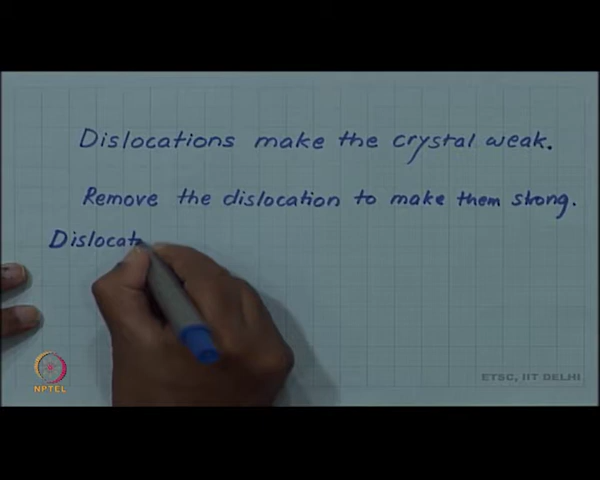 Dislocations make the crystal weak.
Remove the dislocation to make them strong.
Dislocat
NPTEL
ETSC, IIT DELHI